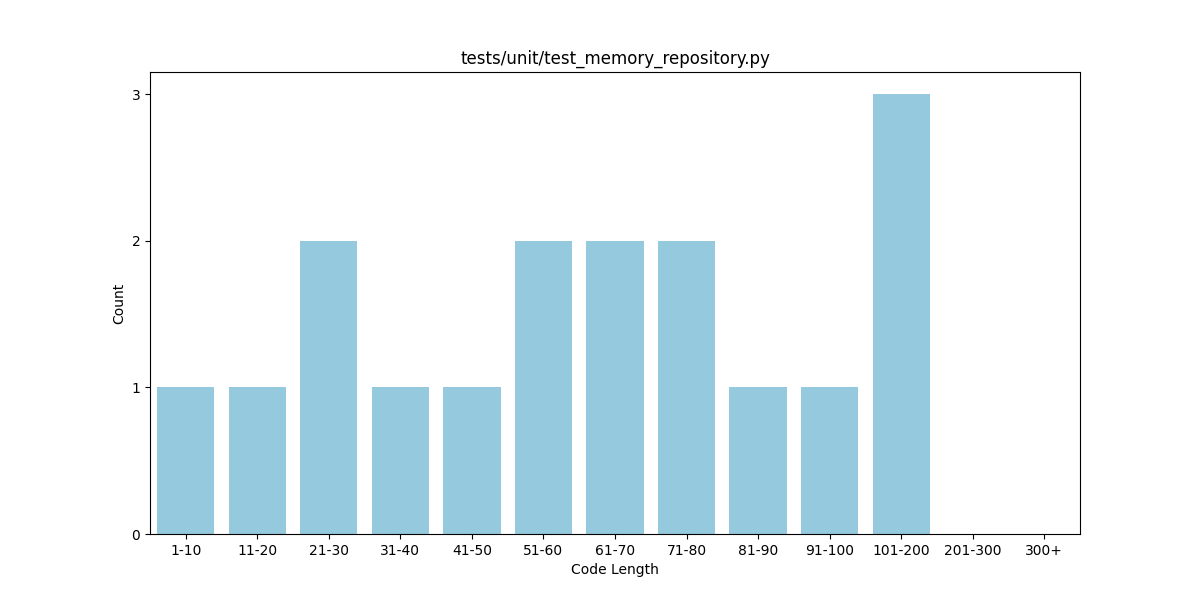 tests/unit/test_memory_repository.py
3
2
1
0
Count
1-10 11-20 21-30 31-40 41-50 51-60 61-70 71-80 81-90 91-100 101-200 201-300 300+
Code Length